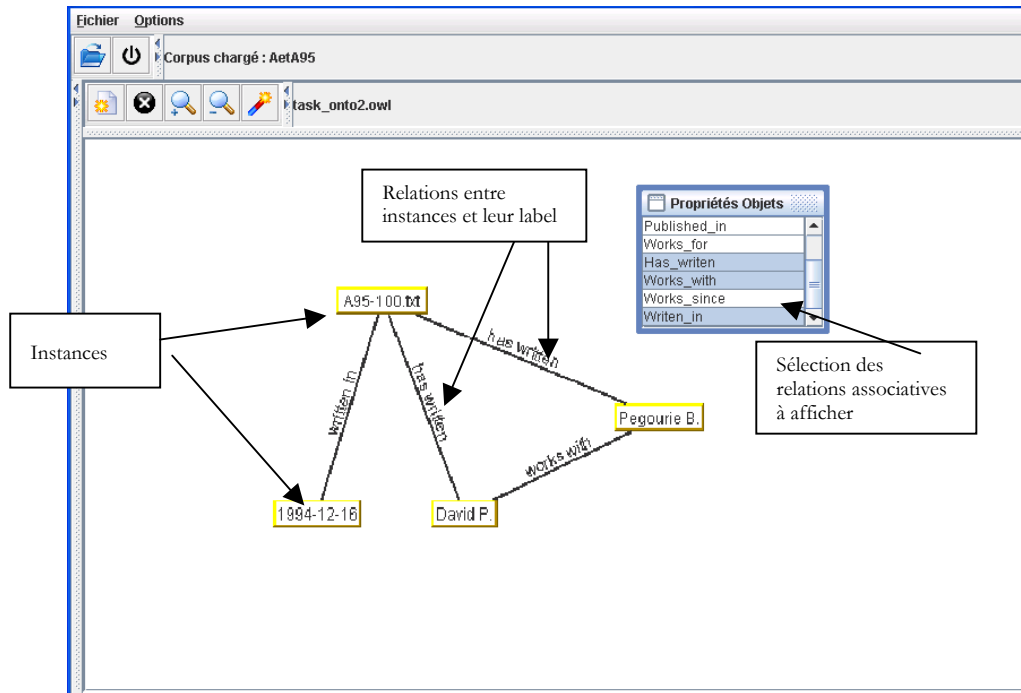 Fichier Options
Corpus chargé : AetA95
task_onto2.owl
Relations entre
instances et leur label
Propriétés Objets
Published_in
Works_for
Has_writen
Works_with
Works_since
Writen_in
A95-100.txt
has written
Instances
written in
has written
Sélection des
relations associatives
à afficher
Pegourie B.
works with
1994-12-16
David P.